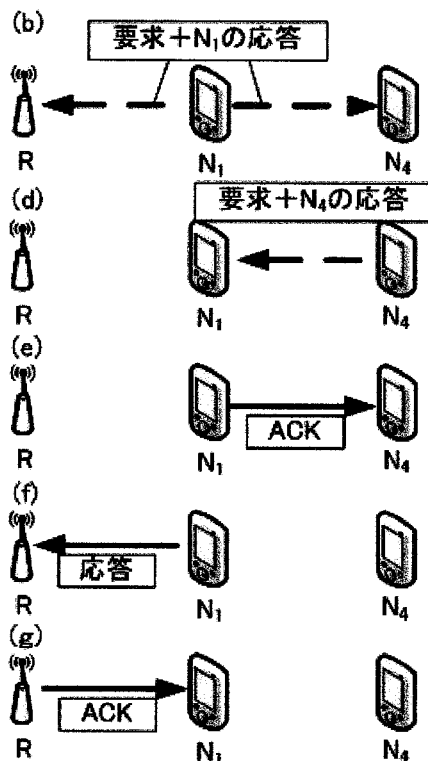 (b)
要求+N₁の応答
R
N₁
N₄
(d)
要求+N₄の応答
R
N₁
N₄
(e)
ACK
R
N₁
N₄
(f)
応答
R
N₁
N₄
(g)
ACK
R
N₁
N₄